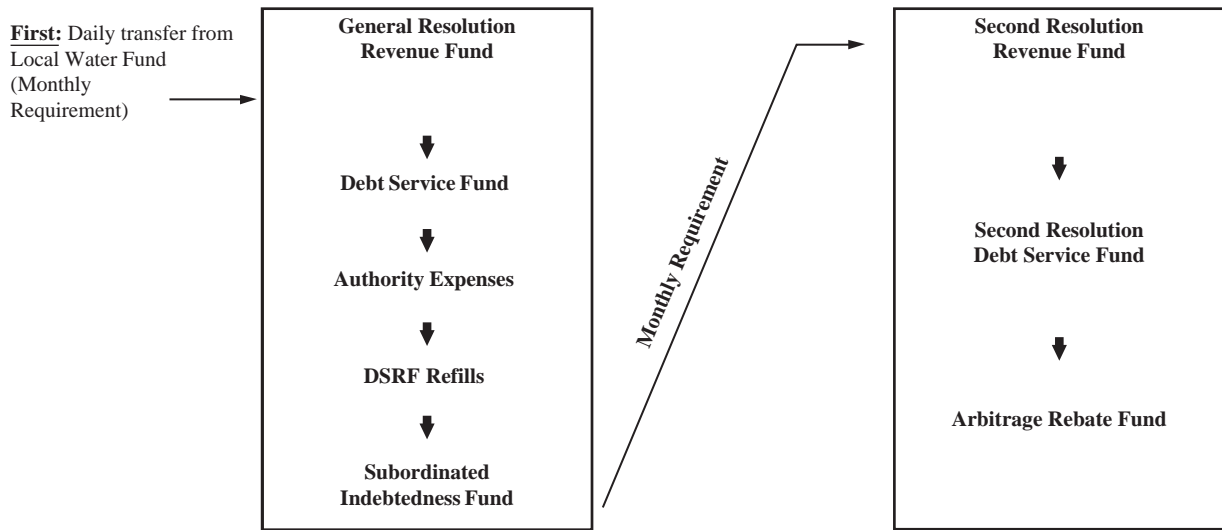 First: Daily transfer from
Local Water Fund
(Monthly
Requirement)
General Resolution
Revenue Fund
Debt Service Fund
Authority Expenses
DSRF Refills
Subordinated
Indebtedness Fund
Monthly Requirement
Second Resolution
Revenue Fund
Second Resolution
Debt Service Fund
Arbitrage Rebate Fund